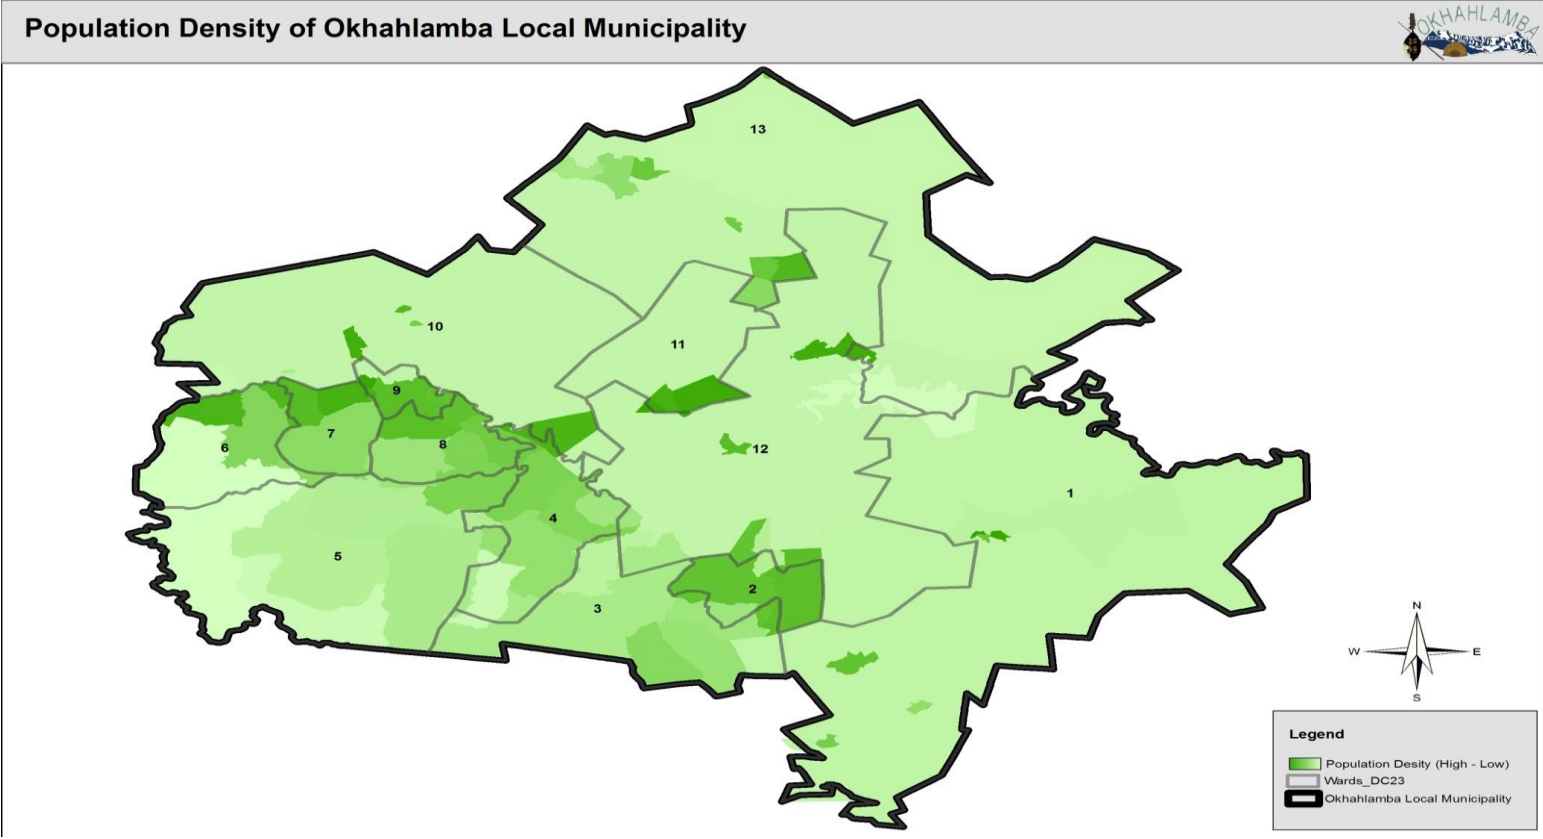 Population Density of Okhahlamba Local Municipality
OKHAHLAMBA
13
10
11
9
7
6
8
12
1
4
5
2
3
N
W
E
S
Legend
Population Desity (High - Low)
Wards_DC23
Okhahlamba Local Municipality